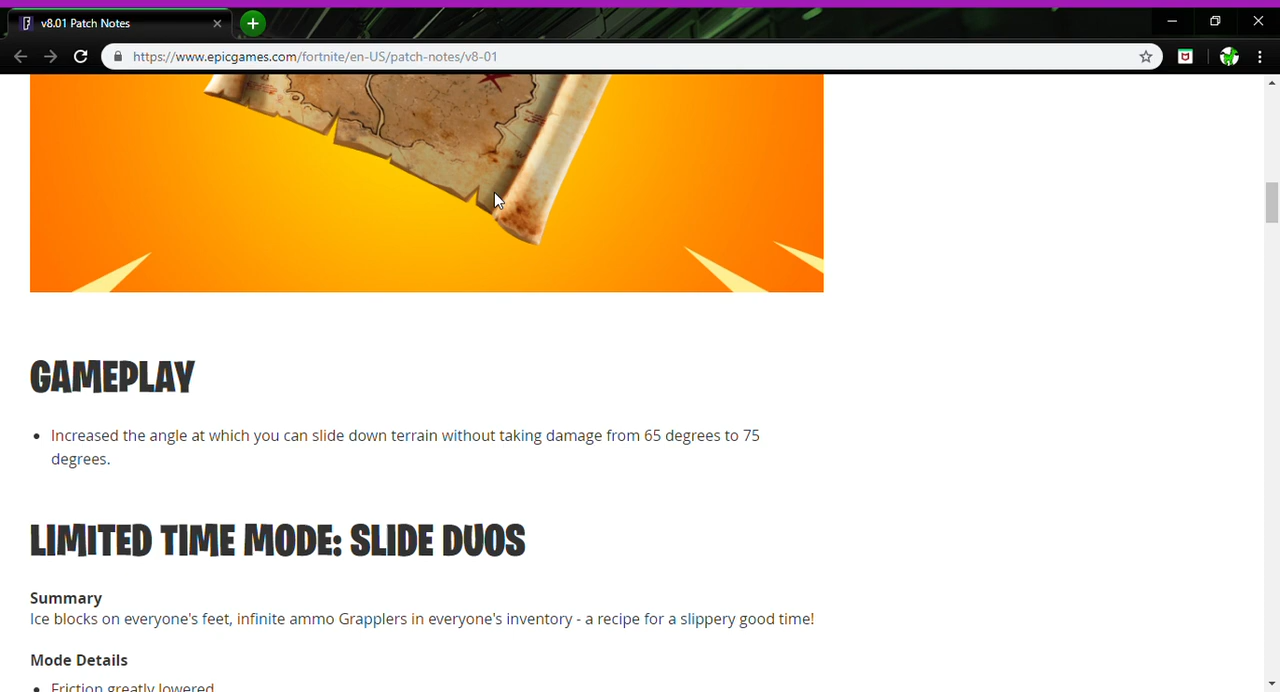 v8.01 Patch Notes
https://www.epicgames.com/fortnite/en-US/patch-notes/v8-01
GAMEPLAY
Increased the angle at which you can slide down terrain without taking damage from 65 degrees to 75
degrees.
LIMITED TIME MODE: SLIDE DUOS
Summary
Ice blocks on everyone's feet, infinite ammo Grapplers in everyone's inventory - a recipe for a slippery good time!
Mode Details
Friction greatly lowered